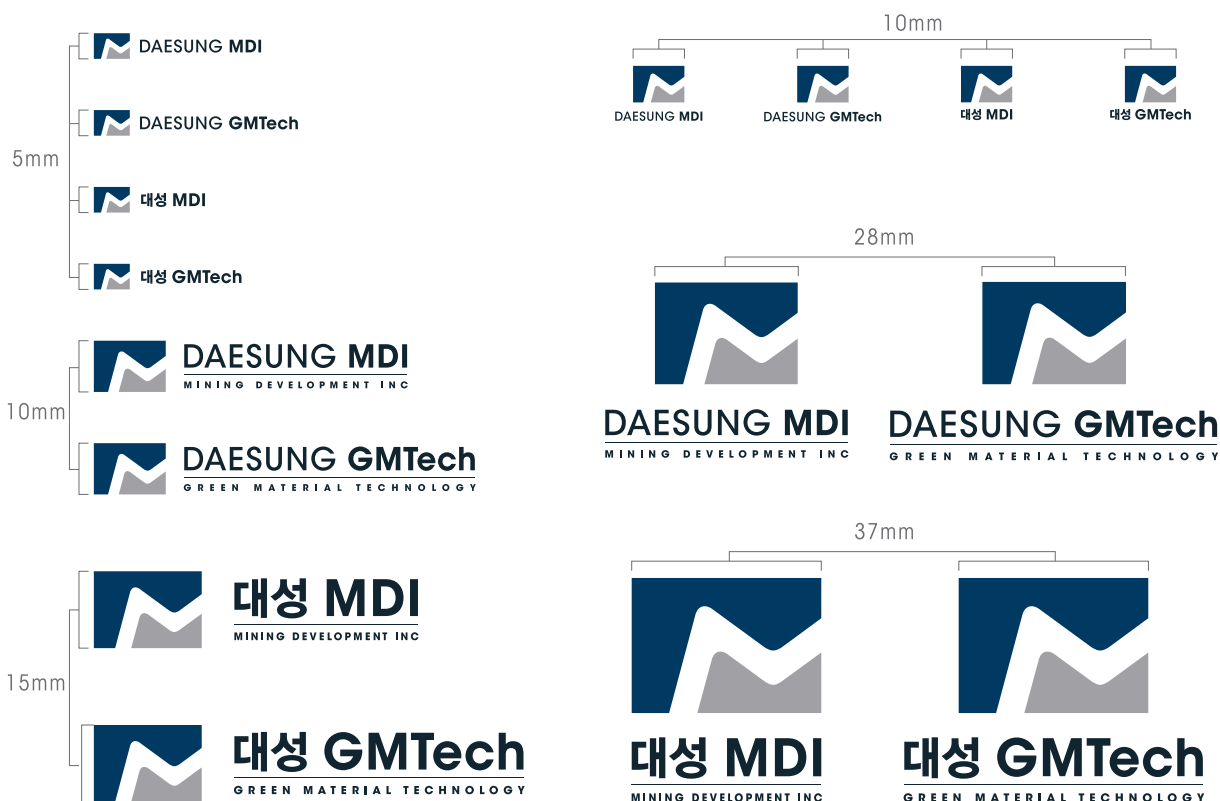 5mm
DAESUNG MDI
DAESUNG GMTech
대성 MDI
대성 GMTech
10mm
DAESUNG MDI
MINING DEVELOPMENT INC
DAESUNG GMTech
GREEN MATERIAL TECHNOLOGY
15mm
대성 MDI
MINING DEVELOPMENT INC
대성 GMTech
GREEN MATERIAL TECHNOLOGY
10mm
DAESUNG MDI
DAESUNG GMTech
대성 MDI
대성 GMTech
28mm
DAESUNG MDI
MINING DEVELOPMENT INC
DAESUNG GMTech
GREEN MATERIAL TECHNOLOGY
37mm
대성 MDI
MINING DEVELOPMENT INC
대성 GMTech
GREEN MATERIAL TECHNOLOGY